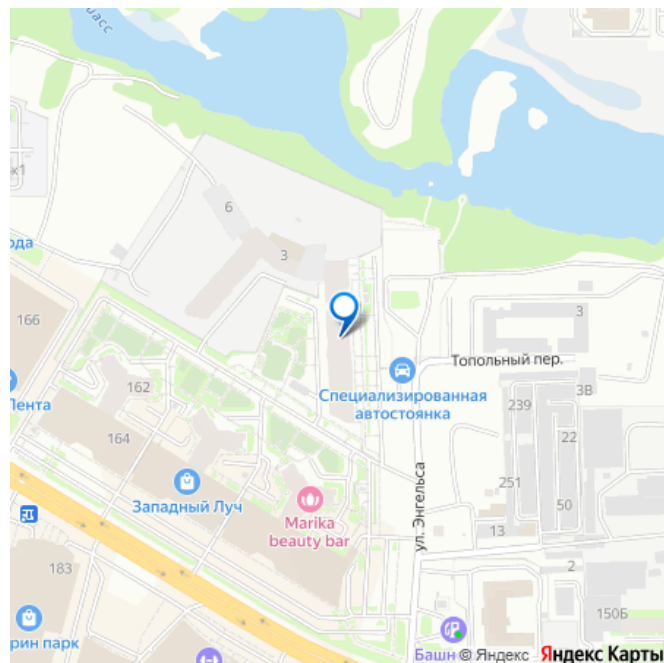 6
3
ода
166
3
Топольный пер.
3В
Лента
162
Специализированная
автостоянка
239
164
22
Западный Луч
251
50
Marika
beauty bar
ул. Энгельса
13
183
2
150Б
рин парк
Башн
© Яндекс
Яндекс Карты